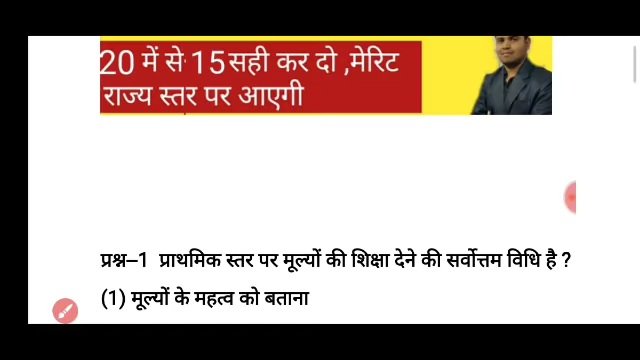 20 में से 15 सही कर दो ,मेरिट
राज्य स्तर पर आएगी
प्रश्न–1 प्राथमिक स्तर पर मूल्यों की शिक्षा देने की सर्वोत्तम विधि है ?
(1) मूल्यों के महत्व को बताना